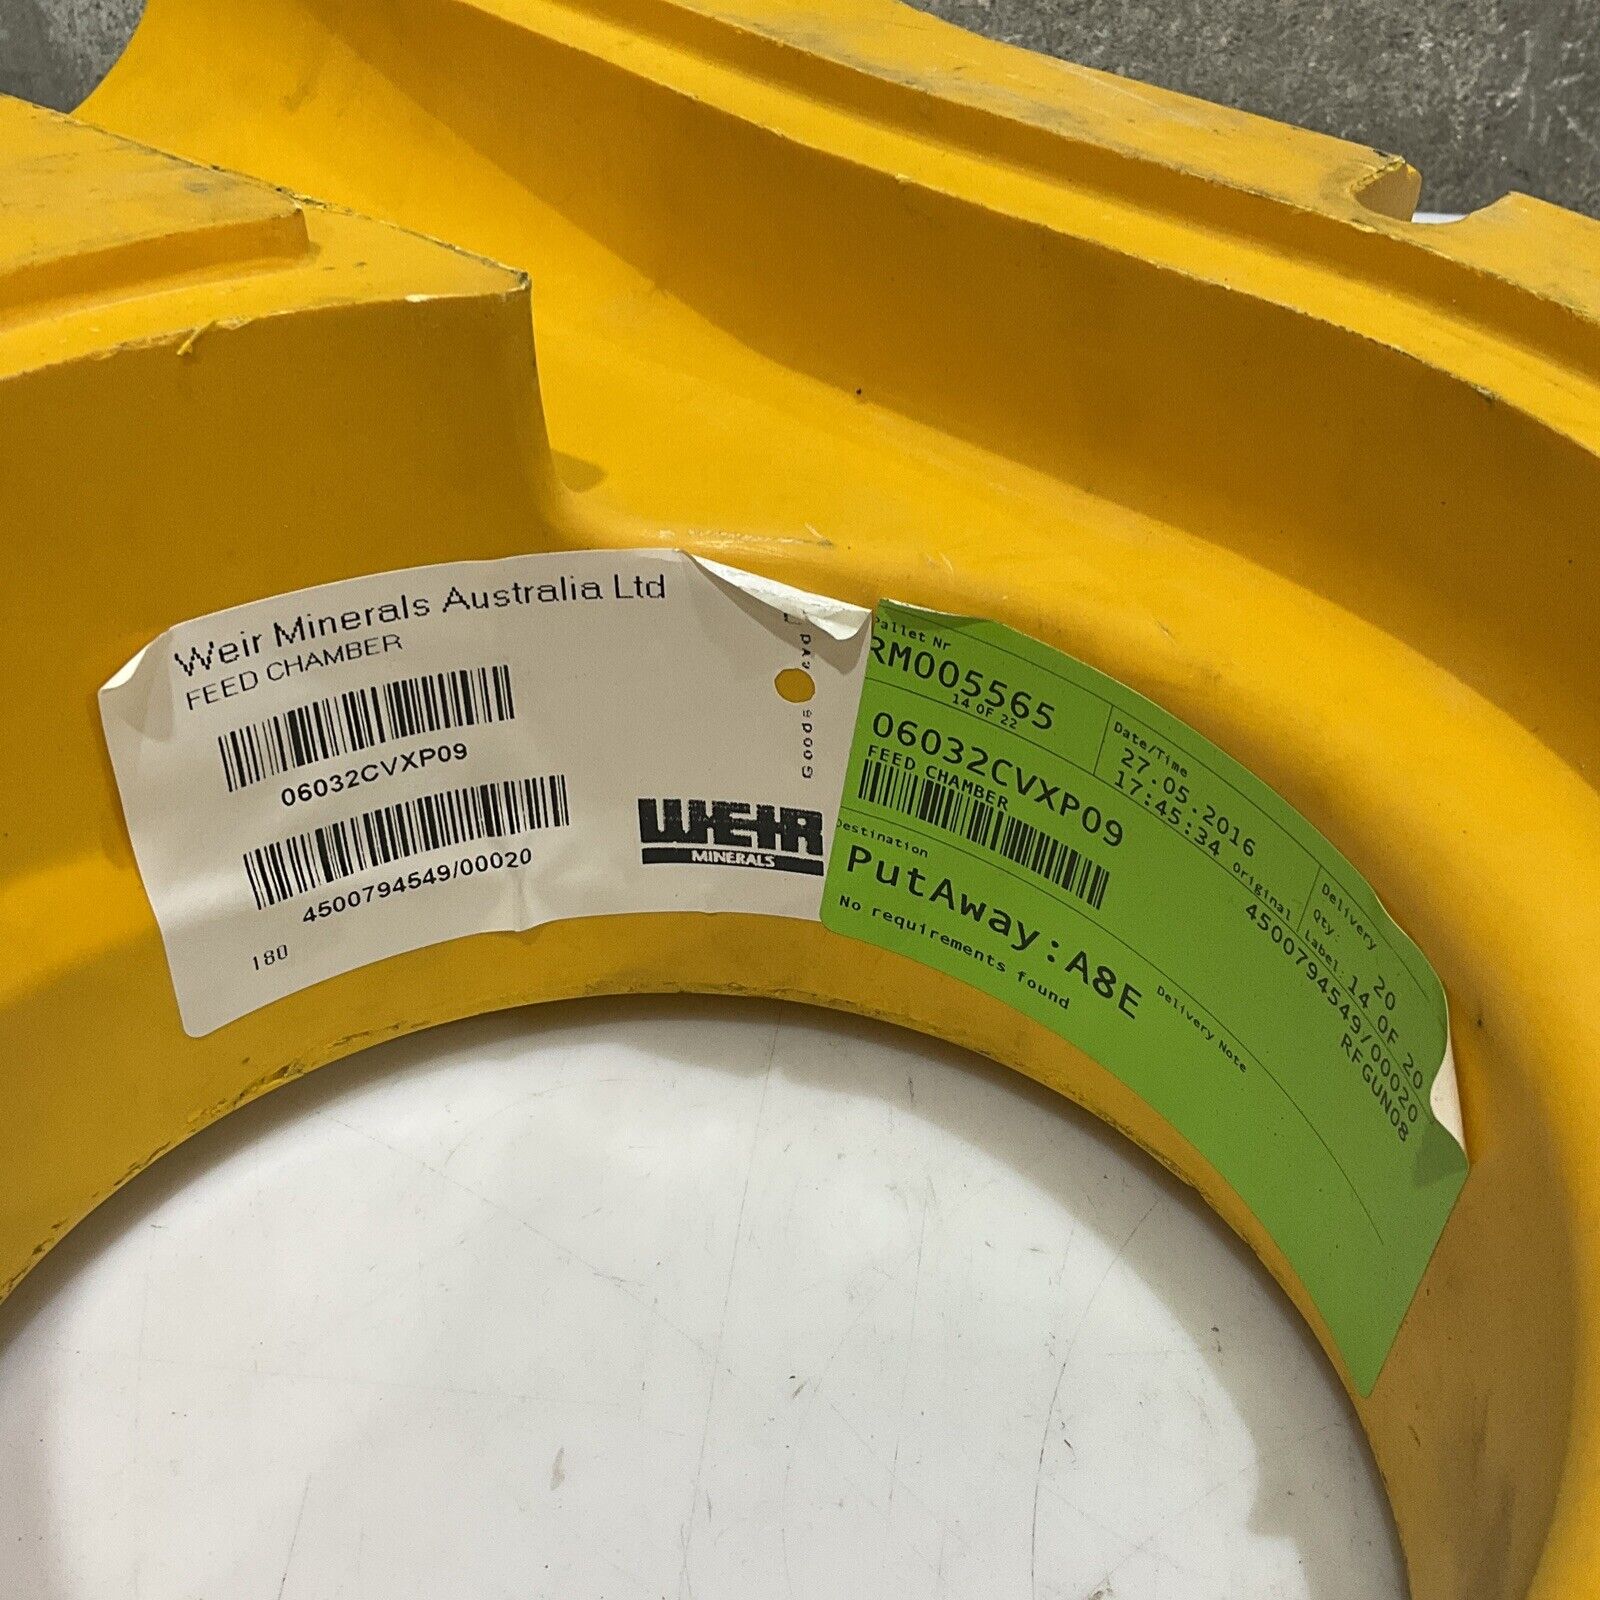 Weir Minerals Australia Ltd
FEED CHAMBER
06032CVXP09
4500794549/00020
180
Goods
WEIR
MINERALS
Pallet Nr
RM005565
14 OF 22
Date/Time
27.05.2016
17:45:34
06032CVXP09
FEED CHAMBER
Original
4500794549/00020
RFGUN08
Delivery
Qty: 20
Label: 14 OF 20
Destination
PutAway:A8E
No requirements found
Delivery Note